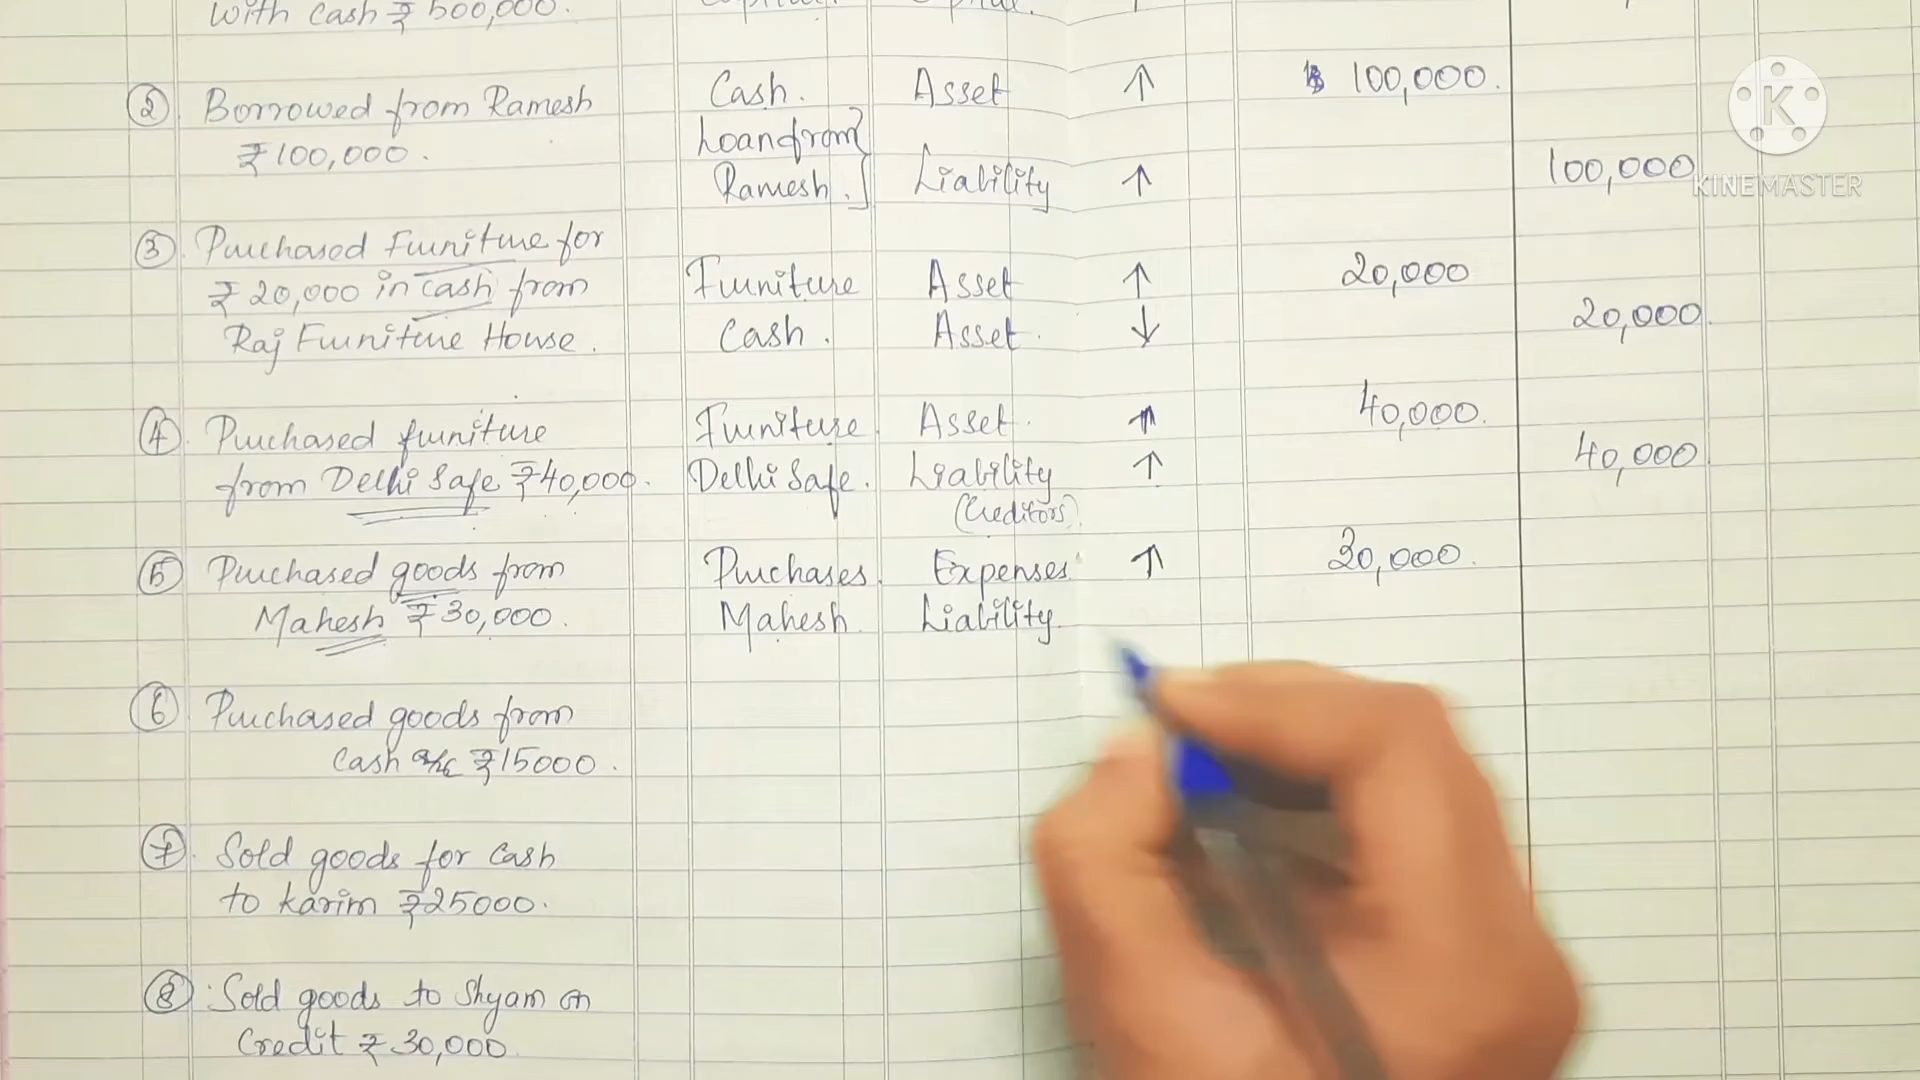 with cash ₹ 500,000.
② Borrowed from Ramesh Cash. Asset ↑ 100,000.
₹100,000. Loan from
Ramesh. Liability ↑ 100,000
③ Purchased Furniture for
₹ 20,000 in cash from Furniture Asset ↑ 20,000
Raj Furniture House. Cash. Asset. ↓ 20,000
④ Purchased furniture Furniture Asset. ↑ 40,000.
from Delhi Safe ₹40,000. Delhi Safe. Liability ↑ 40,000
(Creditors)
⑤ Purchased goods from Purchases Expenses ↑ 30,000.
Mahesh ₹ 30,000. Mahesh Liability
⑥ Purchased goods from
Cash a/c ₹15000.
⑦ Sold goods for cash
to Karim ₹25000.
⑧ Sold goods to Shyam on
Credit ₹ 30,000
K
KINEMASTER